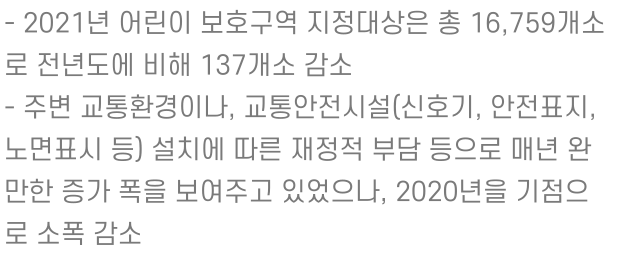 - 2021년 어린이 보호구역 지정대상은 총 16,759개소
로 전년도에 비해 137개소 감소
- 주변 교통환경이나, 교통안전시설(신호기, 안전표지,
노면표시 등) 설치에 따른 재정적 부담 등으로 매년 완
만한 증가 폭을 보여주고 있었으나, 2020년을 기점으
로 소폭 감소